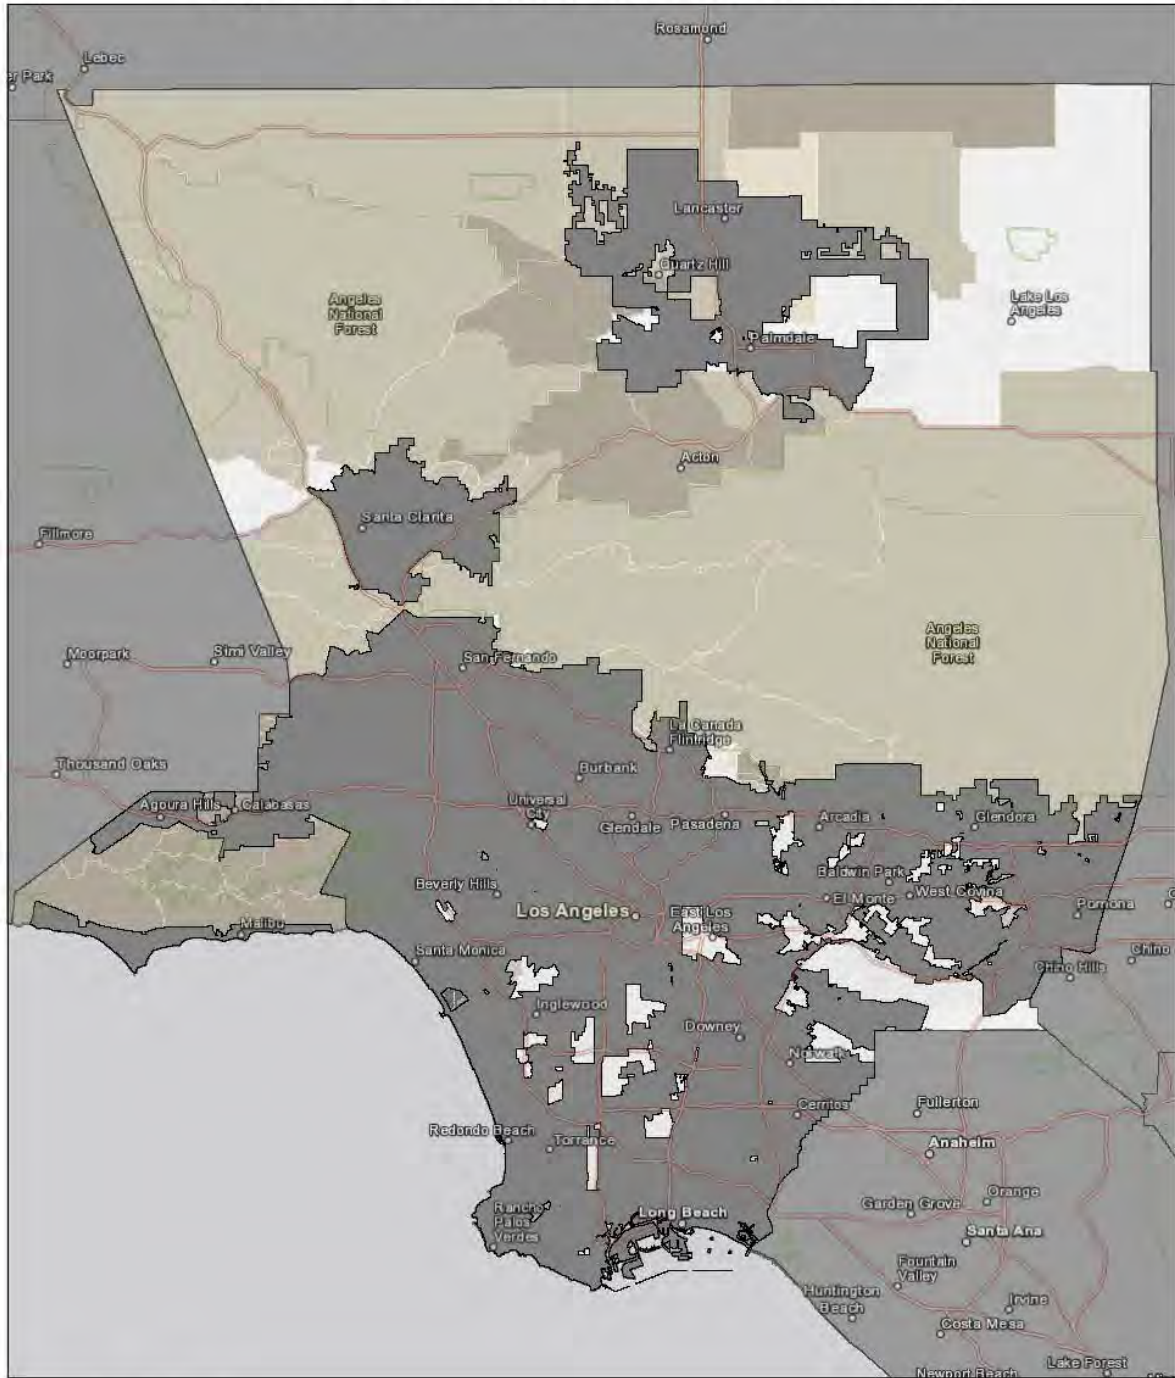 Rosamond
Lebec
er Park
Lancaster
Quartz Hill
Angeles
National
Forest
Lake Los
Angeles
Palmdale
Acton
Santa Clarita
Fillmore
Angeles
National
Forest
Moorpark
Simi Valley
San Fernando
La Canada
Flintridge
Thousand Oaks
Burbank
Agoura Hills
Calabasas
Universal
City
Glendale
Pasadena
Arcadia
Glendora
Baldwin Park
Beverly Hills
El Monte
West Covina
Los Angeles
East Los
Angeles
Pomona
Malibu
Santa Monica
Chino
Chino Hills
Inglewood
Downey
Norwalk
Cerritos
Fullerton
Redondo Beach
Torrance
Anaheim
Rancho
Palos
Verdes
Long Beach
Garden Grove
Orange
Santa Ana
Fountain
Valley
Huntington
Beach
Irvine
Costa Mesa
Newport Beach
Lake Forest